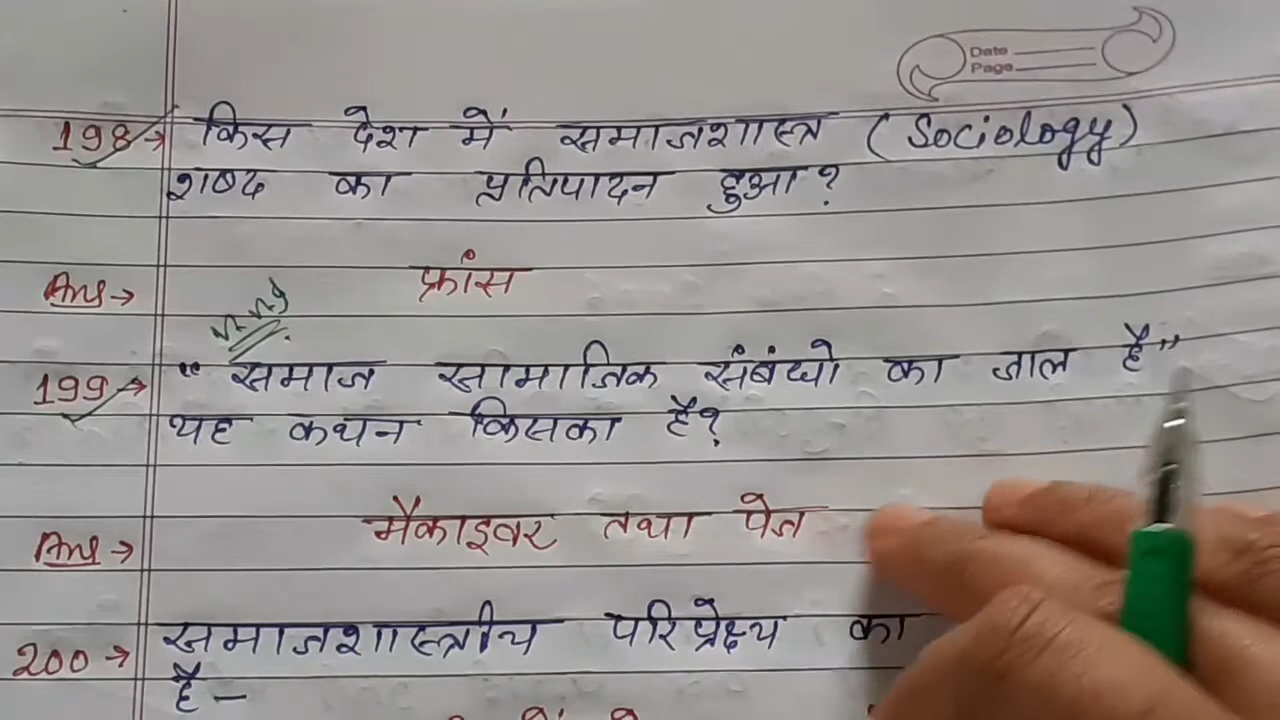 Date
Page
198→ किस देश में समाजशास्त्र (Sociology)
शब्द का प्रतिपादन हुआ?
Ans→ फ्रांस
199→ "समाज सामाजिक संबंधो का जाल है"
यह कथन किसका है?
Ans→ मैकाइवर तथा पेज
200→ समाजशास्त्रीय परिप्रेक्ष्य का
है–